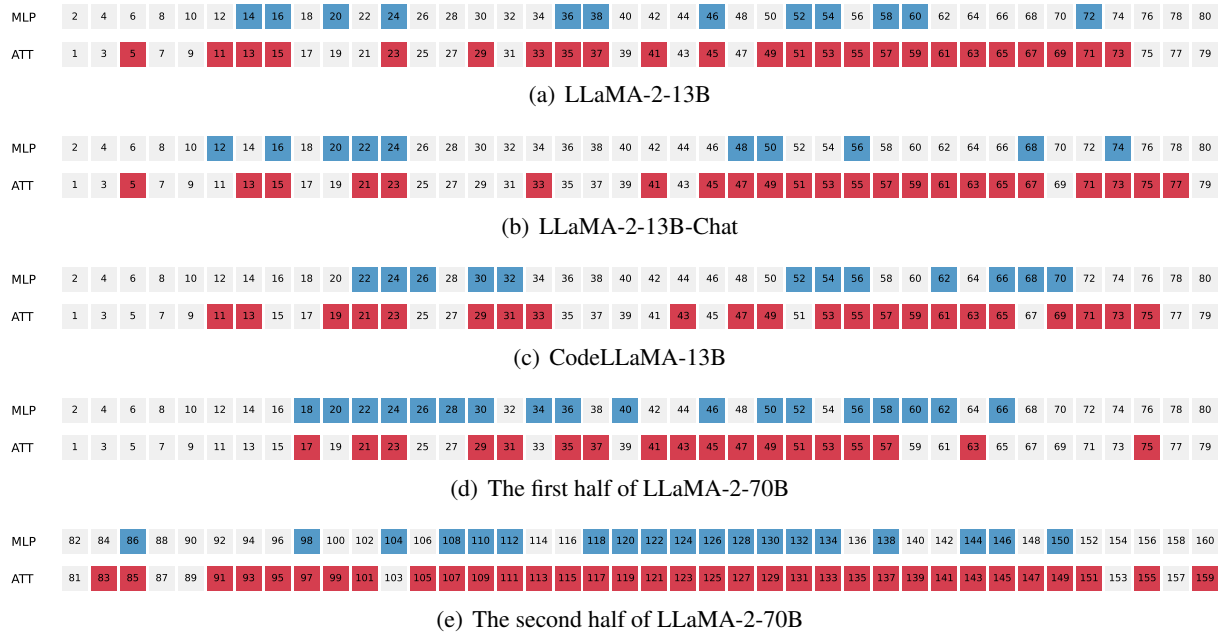 MLP 2 4 6 8 10 12 14 16 18 20 22 24 26 28 30 32 34 36 38 40 42 44 46 48 50 52 54 56 58 60 62 64 66 68 70 72 74 76 78 80
ATT 1 3 5 7 9 11 13 15 17 19 21 23 25 27 29 31 33 35 37 39 41 43 45 47 49 51 53 55 57 59 61 63 65 67 69 71 73 75 77 79
(a) LLaMA-2-13B
MLP 2 4 6 8 10 12 14 16 18 20 22 24 26 28 30 32 34 36 38 40 42 44 46 48 50 52 54 56 58 60 62 64 66 68 70 72 74 76 78 80
ATT 1 3 5 7 9 11 13 15 17 19 21 23 25 27 29 31 33 35 37 39 41 43 45 47 49 51 53 55 57 59 61 63 65 67 69 71 73 75 77 79
(b) LLaMA-2-13B-Chat
MLP 2 4 6 8 10 12 14 16 18 20 22 24 26 28 30 32 34 36 38 40 42 44 46 48 50 52 54 56 58 60 62 64 66 68 70 72 74 76 78 80
ATT 1 3 5 7 9 11 13 15 17 19 21 23 25 27 29 31 33 35 37 39 41 43 45 47 49 51 53 55 57 59 61 63 65 67 69 71 73 75 77 79
(c) CodeLLaMA-13B
MLP 2 4 6 8 10 12 14 16 18 20 22 24 26 28 30 32 34 36 38 40 42 44 46 48 50 52 54 56 58 60 62 64 66 68 70 72 74 76 78 80
ATT 1 3 5 7 9 11 13 15 17 19 21 23 25 27 29 31 33 35 37 39 41 43 45 47 49 51 53 55 57 59 61 63 65 67 69 71 73 75 77 79
(d) The first half of LLaMA-2-70B
MLP 82 84 86 88 90 92 94 96 98 100 102 104 106 108 110 112 114 116 118 120 122 124 126 128 130 132 134 136 138 140 142 144 146 148 150 152 154 156 158 160
ATT 81 83 85 87 89 91 93 95 97 99 101 103 105 107 109 111 113 115 117 119 121 123 125 127 129 131 133 135 137 139 141 143 145 147 149 151 153 155 157 159
(e) The second half of LLaMA-2-70B